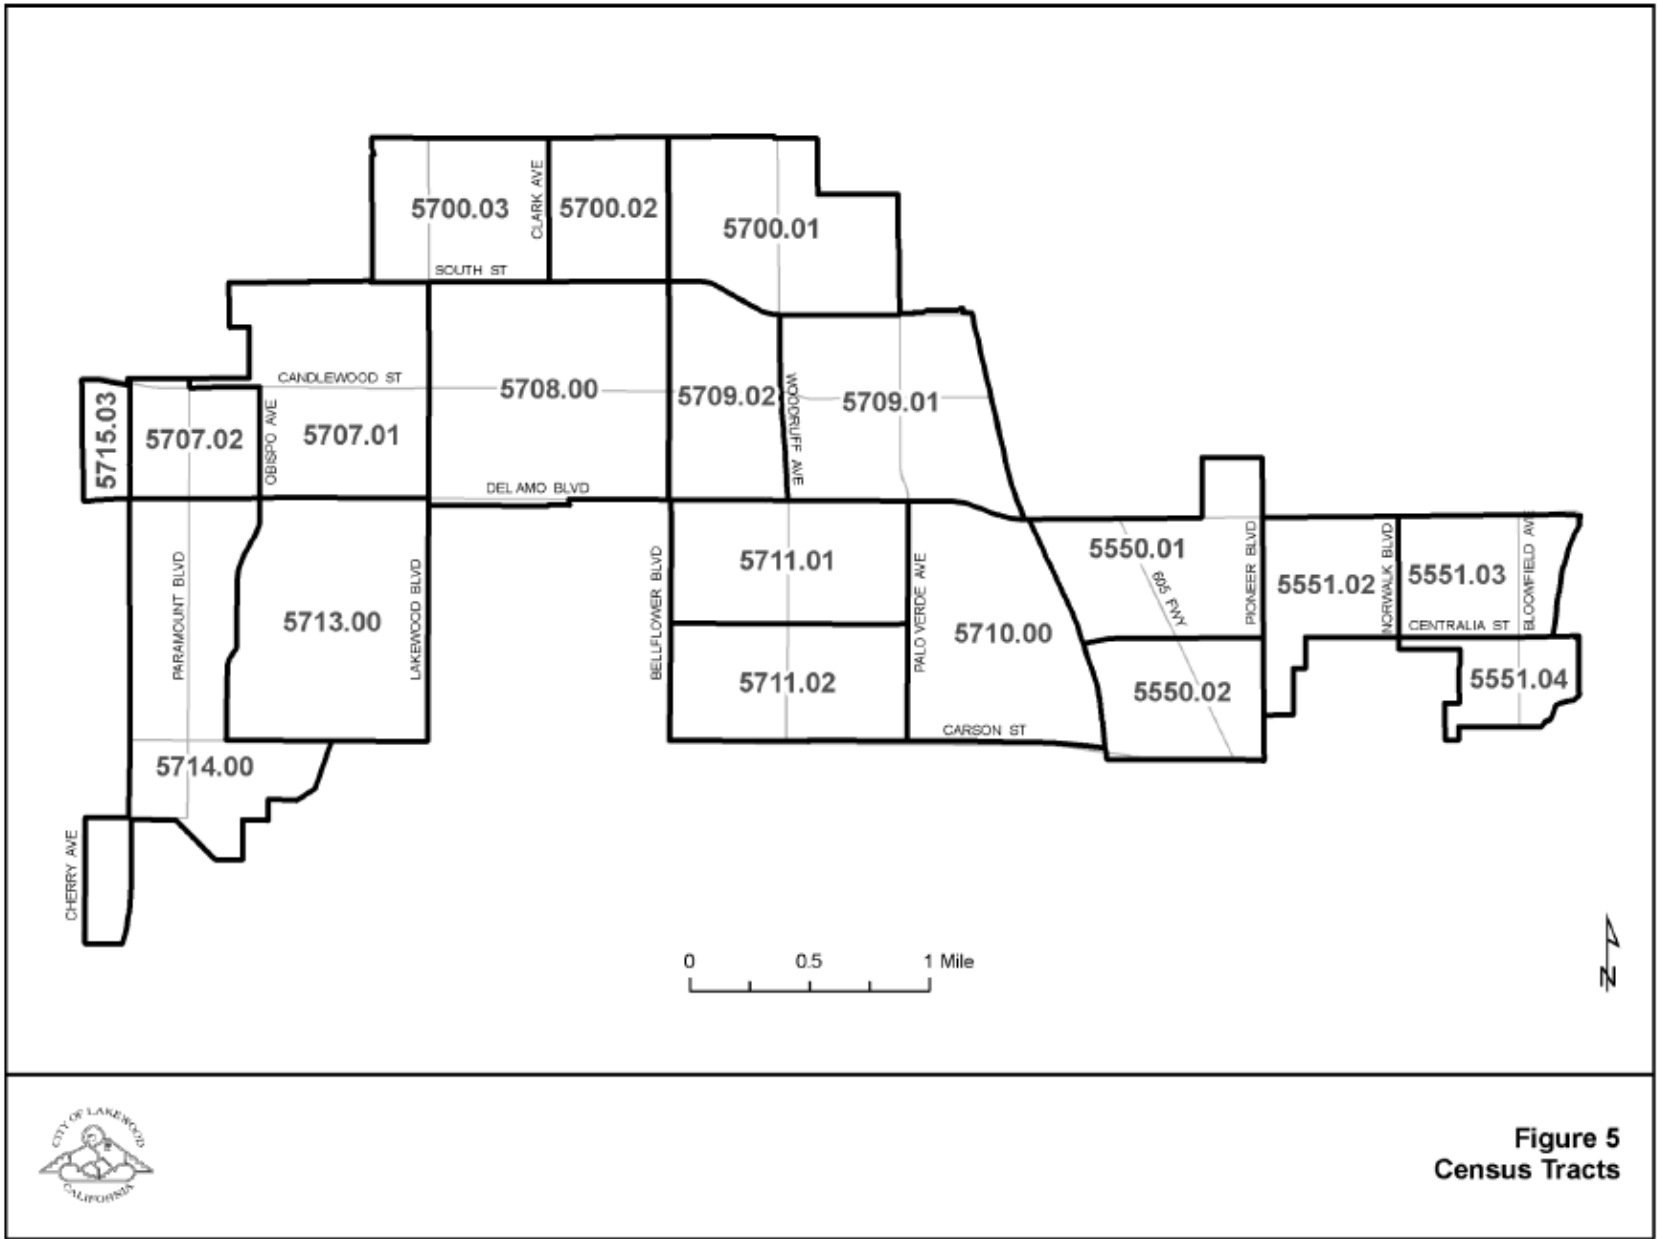 CLARK AVE
5700.03
5700.02
5700.01
SOUTH ST
CANDLEWOOD ST
5708.00
5709.02
WOODRUFF AVE
5709.01
5715.03
5707.02
OBISPO AVE
5707.01
DEL AMO BLVD
5550.01
605 FWY
PIONEER BLVD
5551.02
NORWALK BLVD
5551.03
BLOOMFIELD AVE
CENTRALIA ST
PARAMOUNT BLVD
5713.00
LAKEWOOD BLVD
BELLFLOWER BLVD
5711.01
PALO VERDE AVE
5710.00
5711.02
5550.02
5551.04
CARSON ST
5714.00
CHERRY AVE
0 0.5 1 Mile
N
CITY OF LAKEWOOD
CALIFORNIA
Figure 5
Census Tracts